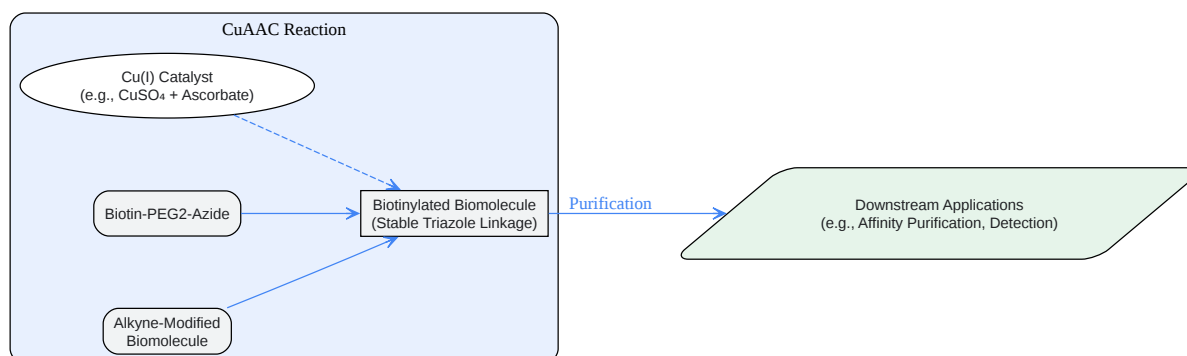 CuAAC Reaction
Cu(I) Catalyst
(e.g., CuSO₄ + Ascorbate)
Biotin-PEG2-Azide
Biotinylated Biomolecule
(Stable Triazole Linkage)
Purification
Downstream Applications
(e.g., Affinity Purification, Detection)
Alkyne-Modified
Biomolecule